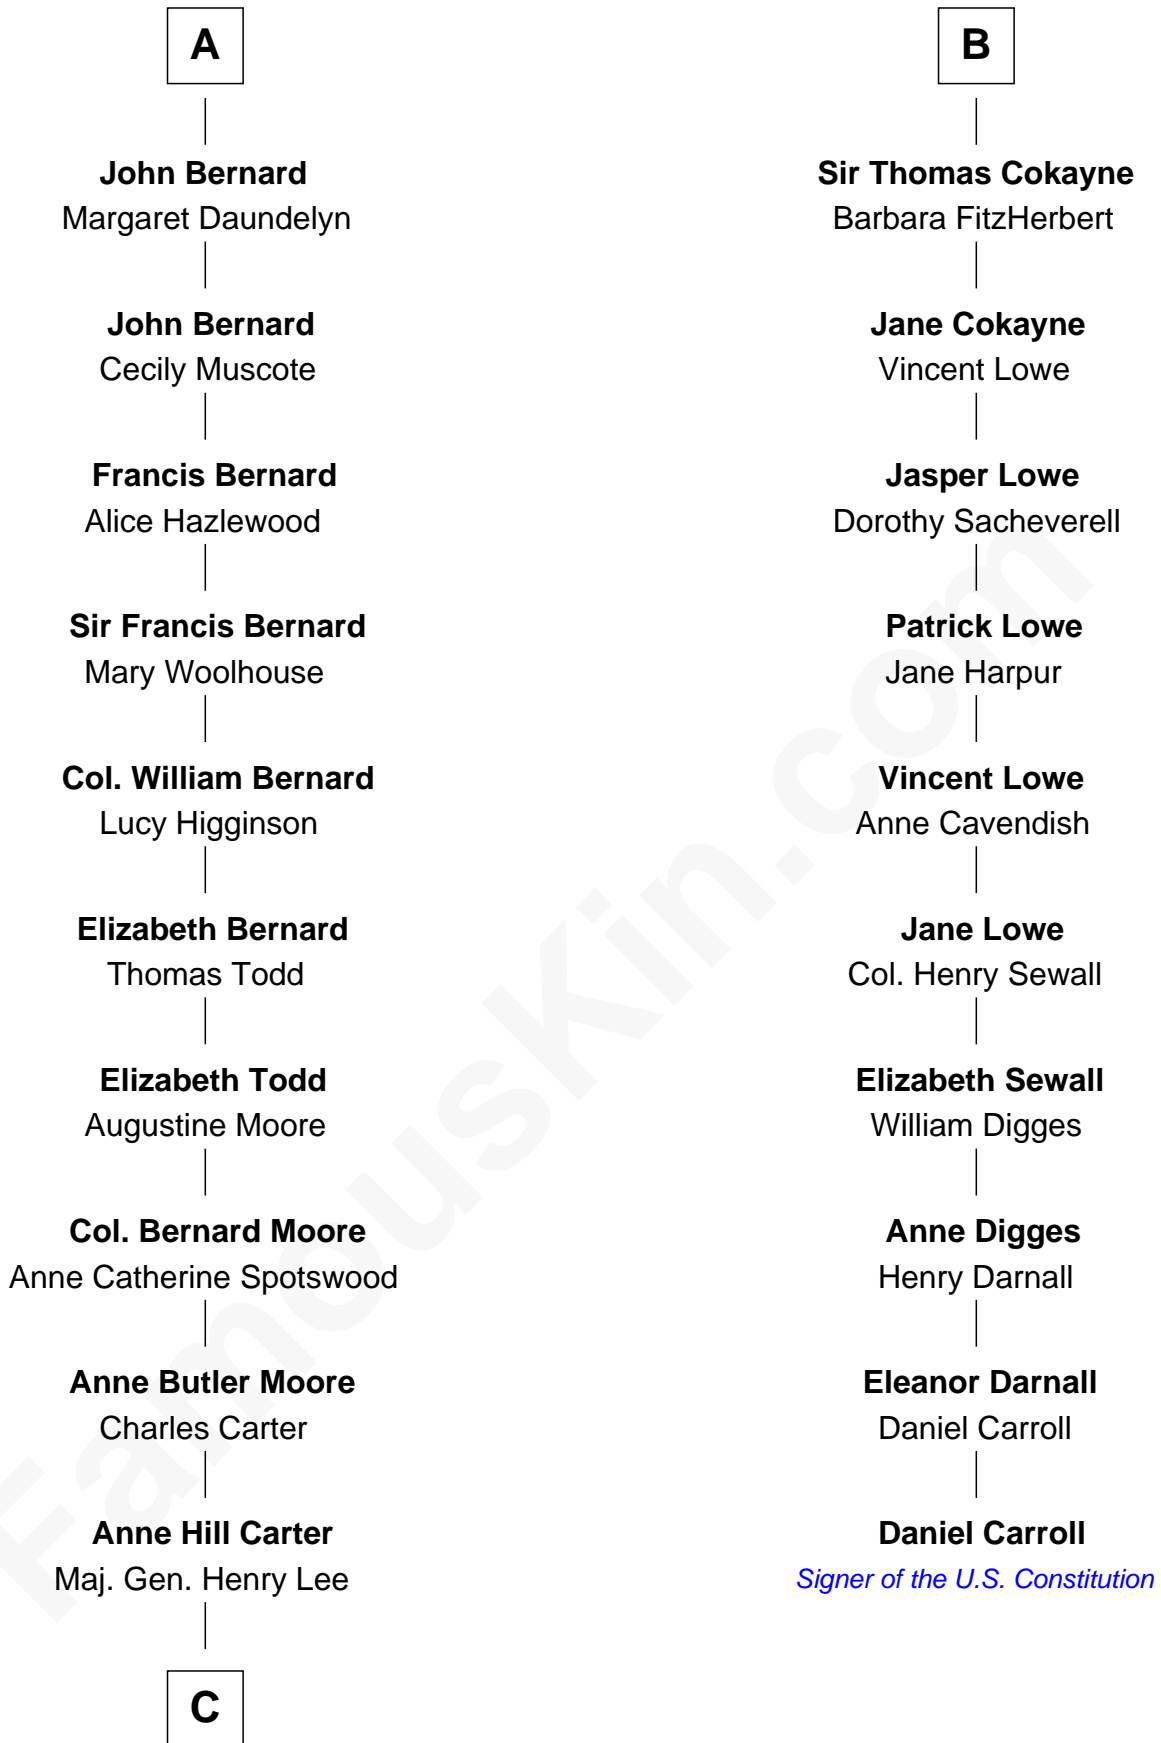 A
John Bernard
Margaret Daundelyn
John Bernard
Cecily Muscote
Francis Bernard
Alice Hazlewood
Sir Francis Bernard
Mary Woolhouse
Col. William Bernard
Lucy Higginson
Elizabeth Bernard
Thomas Todd
Elizabeth Todd
Augustine Moore
Col. Bernard Moore
Anne Catherine Spotswood
Anne Butler Moore
Charles Carter
Anne Hill Carter
Maj. Gen. Henry Lee
C
B
Sir Thomas Cokayne
Barbara FitzHerbert
Jane Cokayne
Vincent Lowe
Jasper Lowe
Dorothy Sacheverell
Patrick Lowe
Jane Harpur
Vincent Lowe
Anne Cavendish
Jane Lowe
Col. Henry Sewall
Elizabeth Sewall
William Digges
Anne Digges
Henry Darnall
Eleanor Darnall
Daniel Carroll
Daniel Carroll
Signer of the U.S. Constitution
FamousKin.com